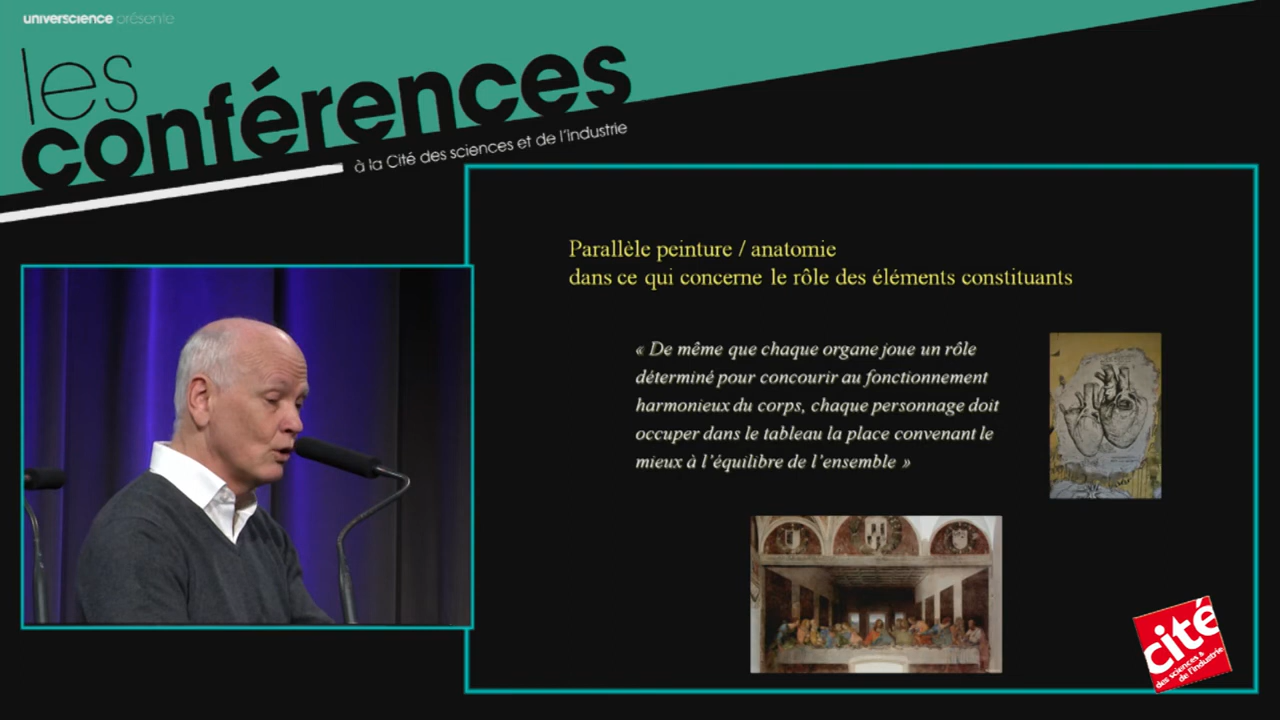 universcience présente
les
conférences
à la Cité des sciences et de l'industrie
Parallèle peinture / anatomie
dans ce qui concerne le rôle des éléments constituants
« De même que chaque organe joue un rôle
déterminé pour concourir au fonctionnement
harmonieux du corps, chaque personnage doit
occuper dans le tableau la place convenant le
mieux à l'équilibre de l'ensemble »
cité
des sciences &
de l'industrie